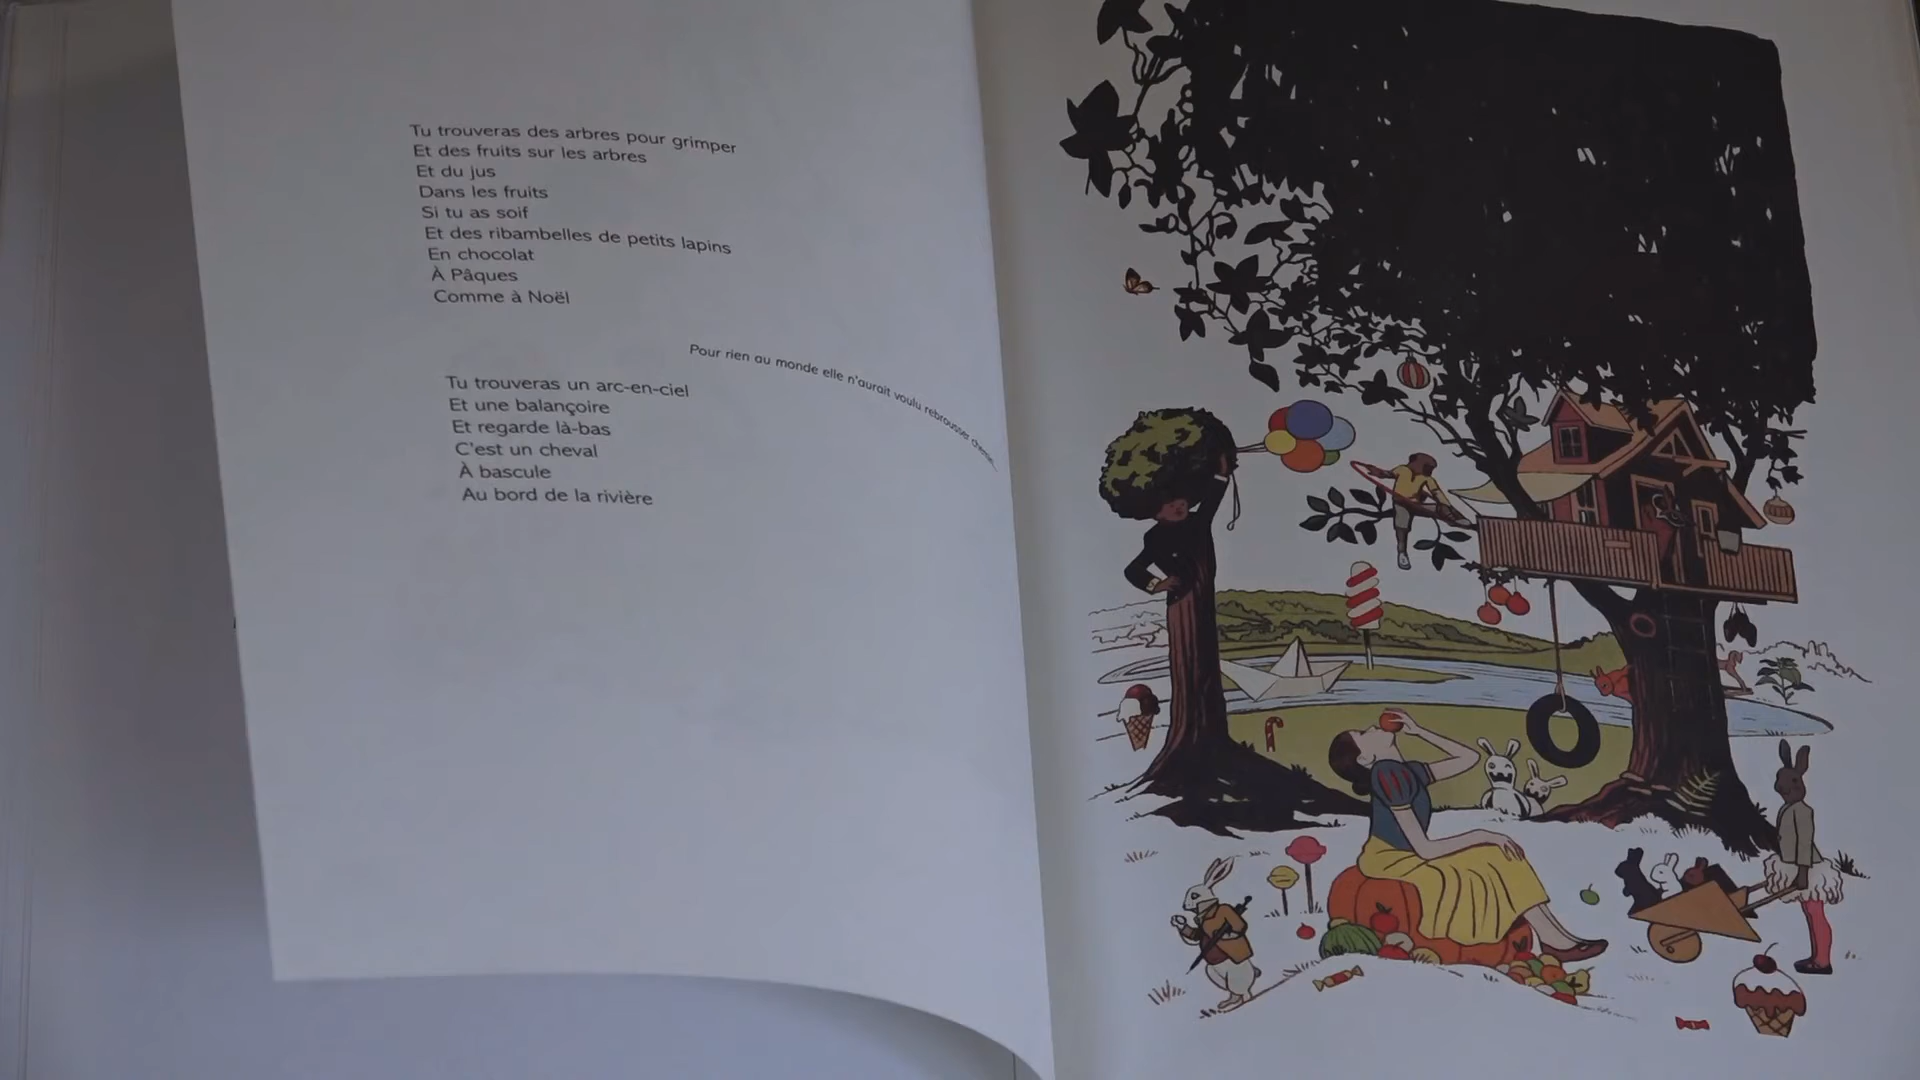 Tu trouveras des arbres pour grimper
Et des fruits sur les arbres
Et du jus
Dans les fruits
Si tu as soif
Et des ribambelles de petits lapins
En chocolat
À Pâques
Comme à Noël
Pour rien au monde elle n'aurait voulu rebrousser chemin
Tu trouveras un arc-en-ciel
Et une balançoire
Et regarde là-bas
C'est un cheval
À bascule
Au bord de la rivière